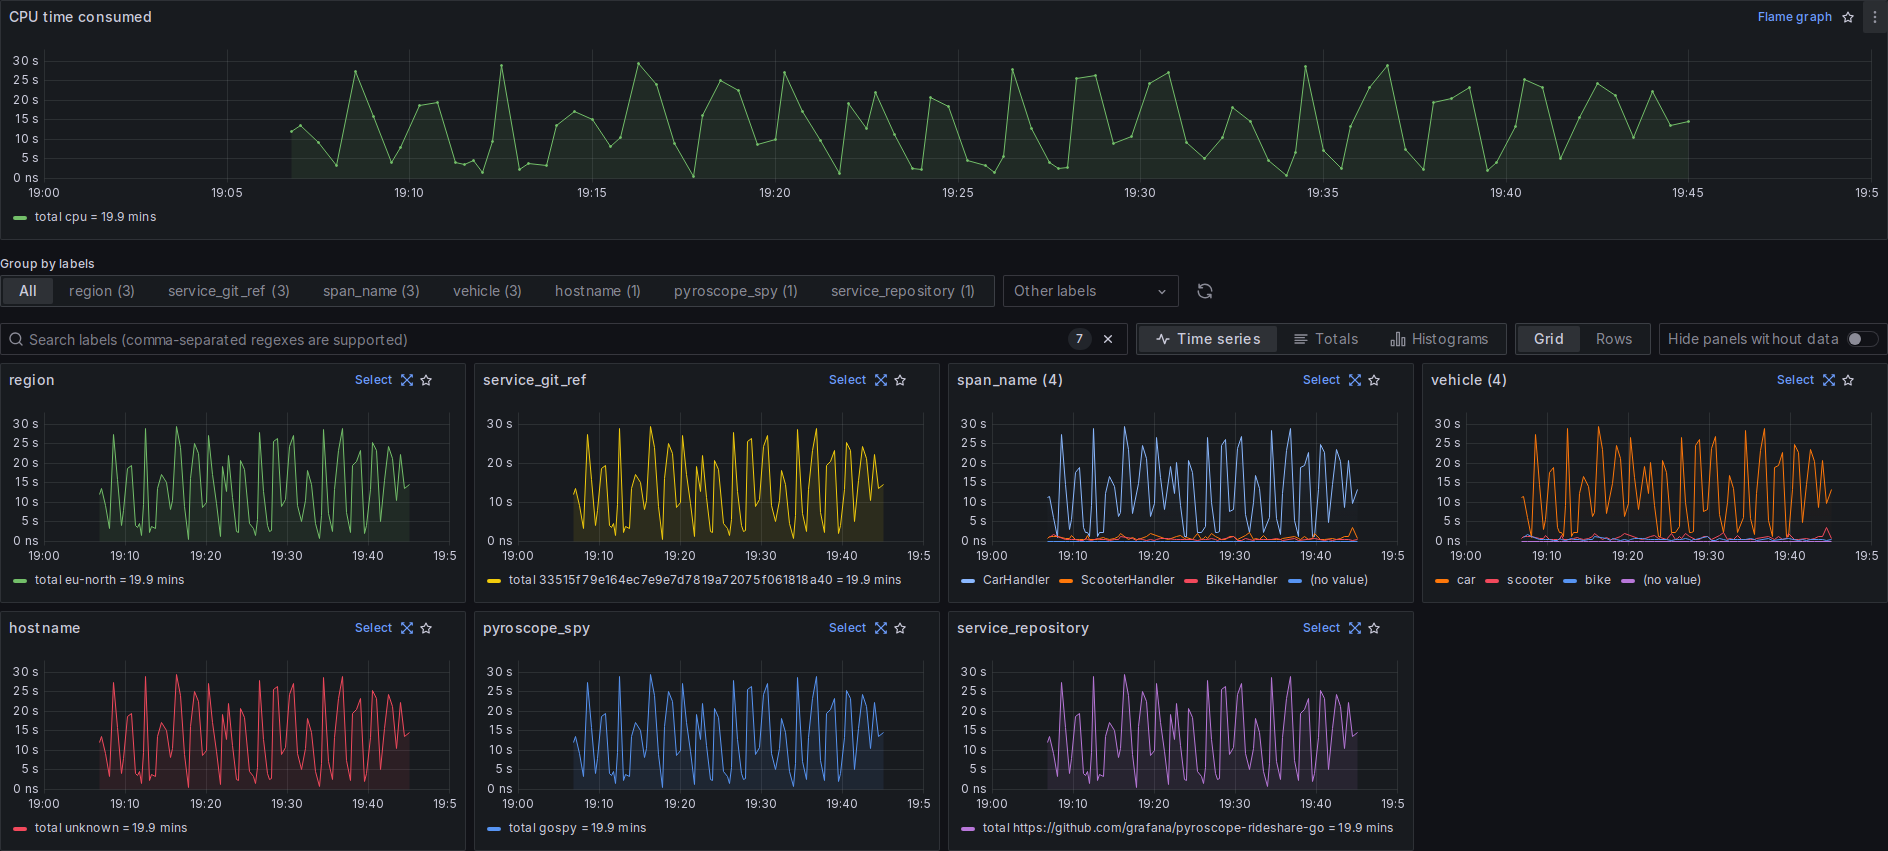 CPU time consumed
Flame graph
30 s
25 s
20 s
15 s
10 s
5 s
0 ns
19:00 19:05 19:10 19:15 19:20 19:25 19:30 19:35 19:40 19:45 19:5
total cpu = 19.9 mins
Group by labels
All region (3) service_git_ref (3) span_name (3) vehicle (3) hostname (1) pyroscope_spy (1) service_repository (1) Other labels
Search labels (comma-separated regexes are supported) 7 Time series Totals Histograms Grid Rows Hide panels without data
region Select
30 s
25 s
20 s
15 s
10 s
5 s
0 ns
19:00 19:10 19:20 19:30 19:40 19:5
total eu-north = 19.9 mins
service_git_ref Select
30 s
20 s
10 s
0 ns
19:00 19:10 19:20 19:30 19:40 19:5
total 33515f79e164ec7e9e7d7819a72075f061818a40 = 19.9 mins
span_name (4) Select
30 s
25 s
20 s
15 s
10 s
5 s
0 ns
19:00 19:10 19:20 19:30 19:40 19:5
CarHandler ScooterHandler BikeHandler (no value)
vehicle (4) Select
30 s
25 s
20 s
15 s
10 s
5 s
0 ns
19:00 19:10 19:20 19:30 19:40 19:5
car scooter bike (no value)
hostname Select
30 s
25 s
20 s
15 s
10 s
5 s
0 ns
19:00 19:10 19:20 19:30 19:40 19:5
total unknown = 19.9 mins
pyroscope_spy Select
30 s
25 s
20 s
15 s
10 s
5 s
0 ns
19:00 19:10 19:20 19:30 19:40 19:5
total gospy = 19.9 mins
service_repository Select
30 s
25 s
20 s
15 s
10 s
5 s
0 ns
19:00 19:10 19:20 19:30 19:40 19:5
total https://github.com/grafana/pyroscope-rideshare-go = 19.9 mins